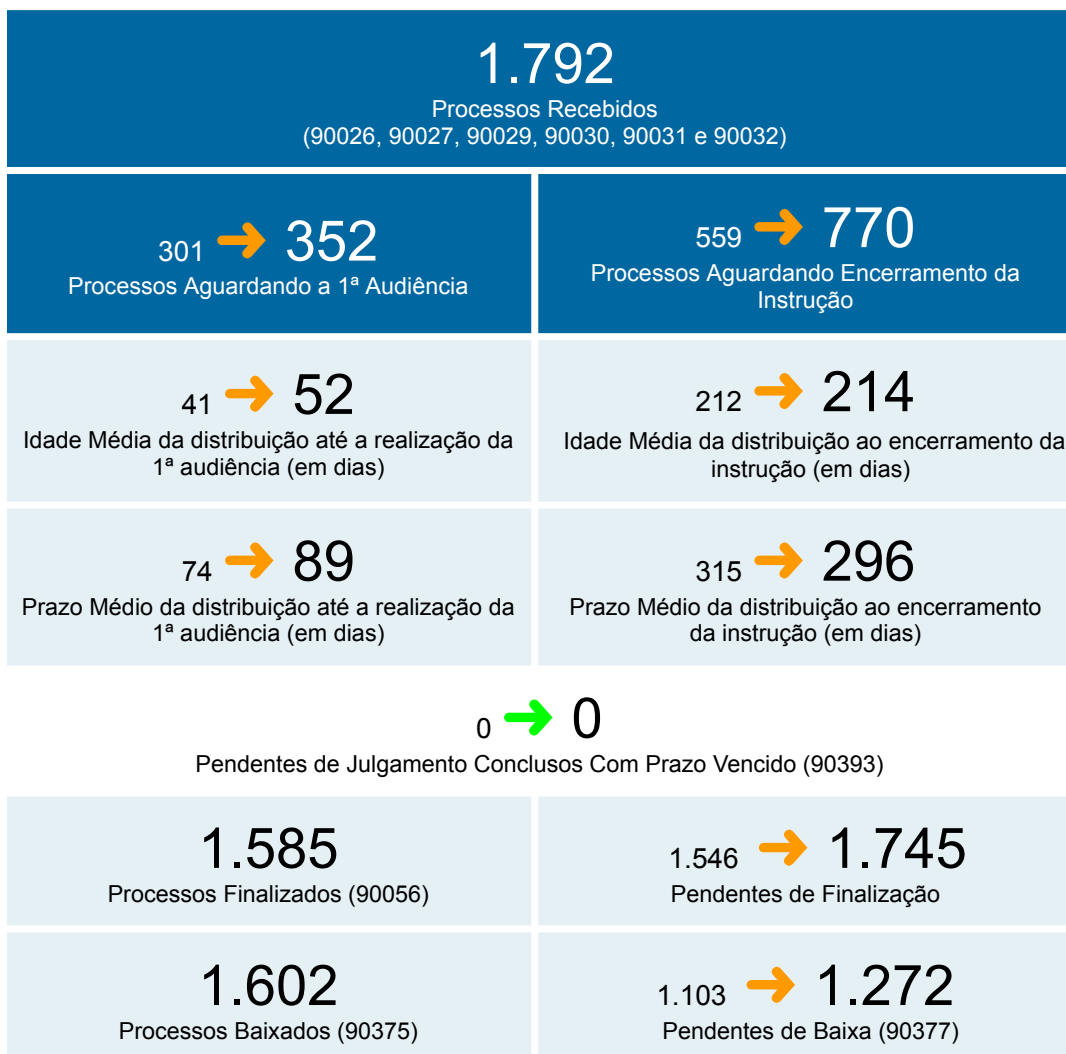 1.792
Processos Recebidos
(90026, 90027, 90029, 90030, 90031 e 90032)
301 ➔ 352
Processos Aguardando a 1ª Audiência
559 ➔ 770
Processos Aguardando Encerramento da
Instrução
41 ➔ 52
Idade Média da distribuição até a realização da
1ª audiência (em dias)
212 ➔ 214
Idade Média da distribuição ao encerramento da
instrução (em dias)
74 ➔ 89
Prazo Médio da distribuição até a realização da
1ª audiência (em dias)
315 ➔ 296
Prazo Médio da distribuição ao encerramento
da instrução (em dias)
0 ➔ 0
Pendentes de Julgamento Conclusos Com Prazo Vencido (90393)
1.585
Processos Finalizados (90056)
1.546 ➔ 1.745
Pendentes de Finalização
1.602
Processos Baixados (90375)
1.103 ➔ 1.272
Pendentes de Baixa (90377)